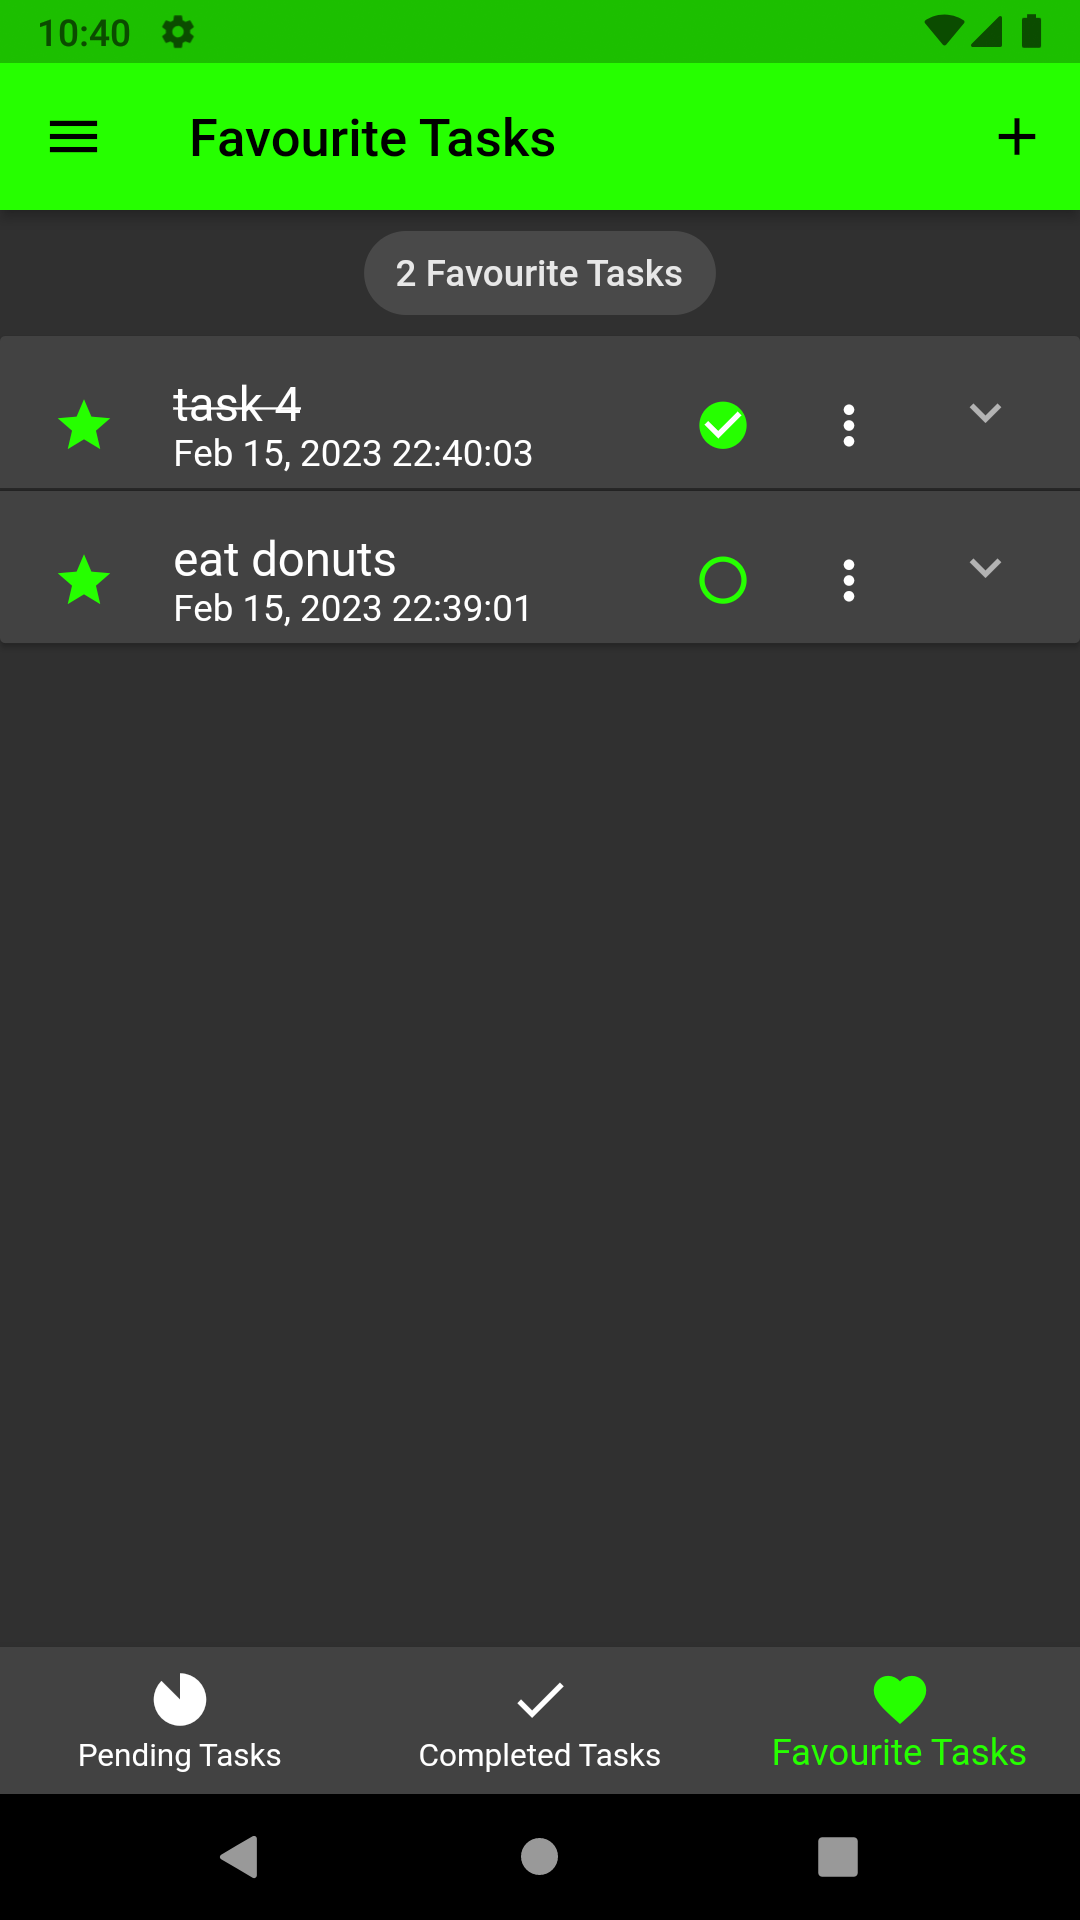 10:40
Favourite Tasks
2 Favourite Tasks
task 4
Feb 15, 2023 22:40:03
eat donuts
Feb 15, 2023 22:39:01
Pending Tasks
Completed Tasks
Favourite Tasks